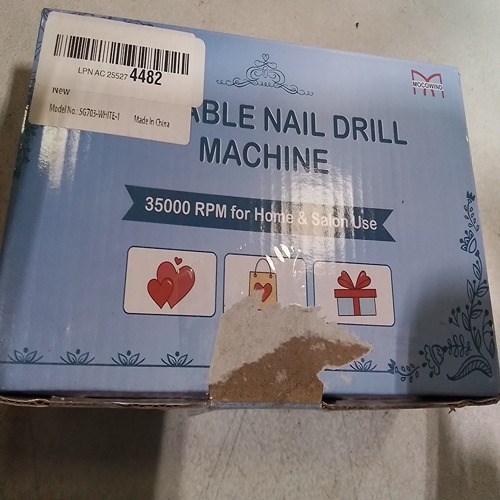 LPN AC 25527 4482
New
Model No.:SG703-WHITE-1 Made In China
MOCOWIND
ABLE NAIL DRILL
MACHINE
35000 RPM for Home & Salon Use